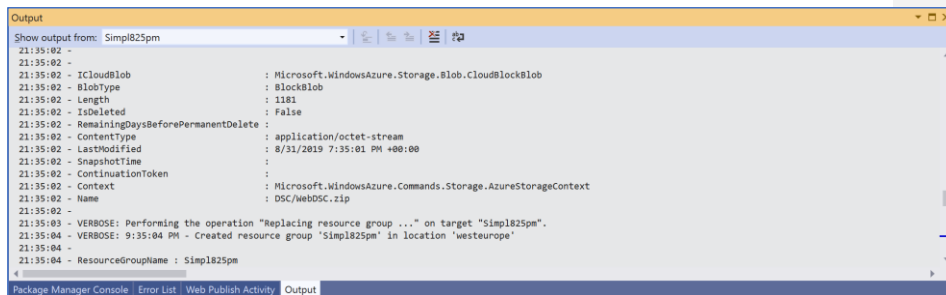 Output
Show output from: Simpl825pm
21:35:02 -
21:35:02 -
21:35:02 - ICloudBlob : Microsoft.WindowsAzure.Storage.Blob.CloudBlockBlob
21:35:02 - BlobType : BlockBlob
21:35:02 - Length : 1181
21:35:02 - IsDeleted : False
21:35:02 - RemainingDaysBeforePermanentDelete :
21:35:02 - ContentType : application/octet-stream
21:35:02 - LastModified : 8/31/2019 7:35:01 PM +00:00
21:35:02 - SnapshotTime :
21:35:02 - ContinuationToken :
21:35:02 - Context : Microsoft.WindowsAzure.Commands.Storage.AzureStorageContext
21:35:02 - Name : DSC/WebDSC.zip
21:35:02 -
21:35:03 - VERBOSE: Performing the operation "Replacing resource group ..." on target "Simpl825pm".
21:35:04 - VERBOSE: 9:35:04 PM - Created resource group 'Simpl825pm' in location 'westeurope'
21:35:04 -
21:35:04 - ResourceGroupName : Simpl825pm
Package Manager Console Error List Web Publish Activity Output